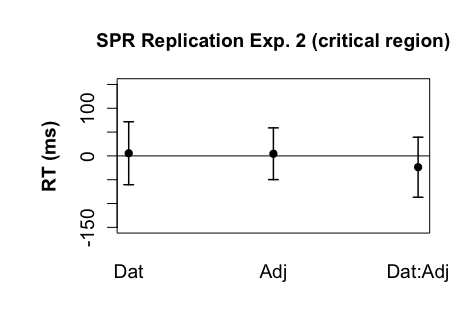 SPR Replication Exp. 2 (critical region)
RT (ms)
100
0
-150
Dat Adj Dat:Adj